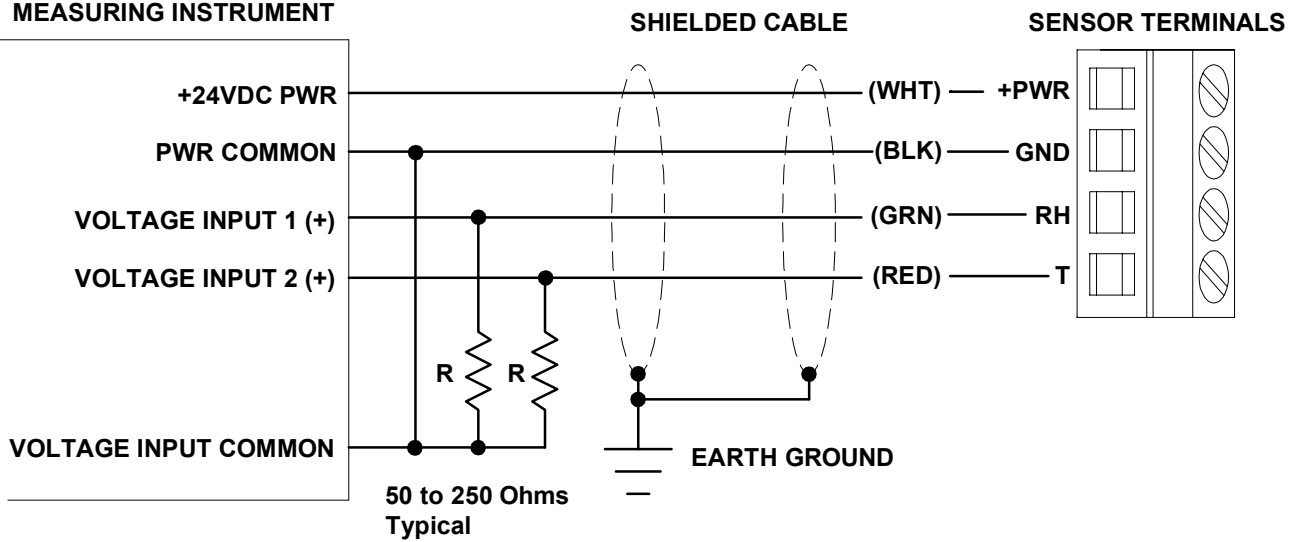 MEASURING INSTRUMENT
SHIELDED CABLE
SENSOR TERMINALS
+24VDC PWR
(WHT)
+PWR
PWR COMMON
(BLK)
GND
VOLTAGE INPUT 1 (+)
(GRN)
RH
VOLTAGE INPUT 2 (+)
(RED)
T
R
R
VOLTAGE INPUT COMMON
EARTH GROUND
50 to 250 Ohms
Typical